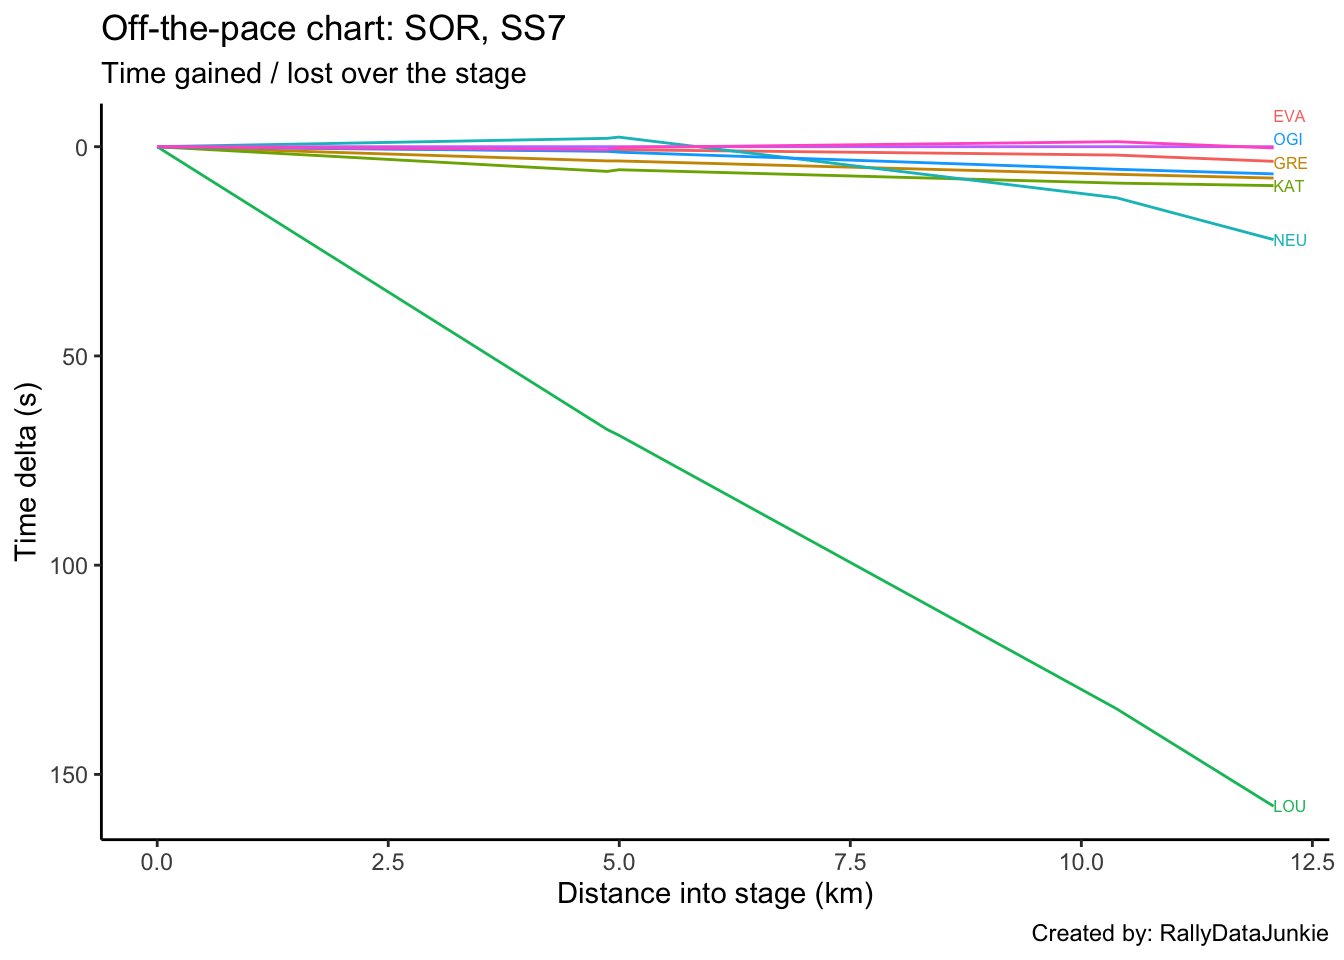 Off-the-pace chart: SOR, SS7
Time gained / lost over the stage
EVA
0
OGI
GRE
KAT
NEU
50
Time delta (s)
100
150
LOU
0.0 2.5 5.0 7.5 10.0 12.5
Distance into stage (km)
Created by: RallyDataJunkie